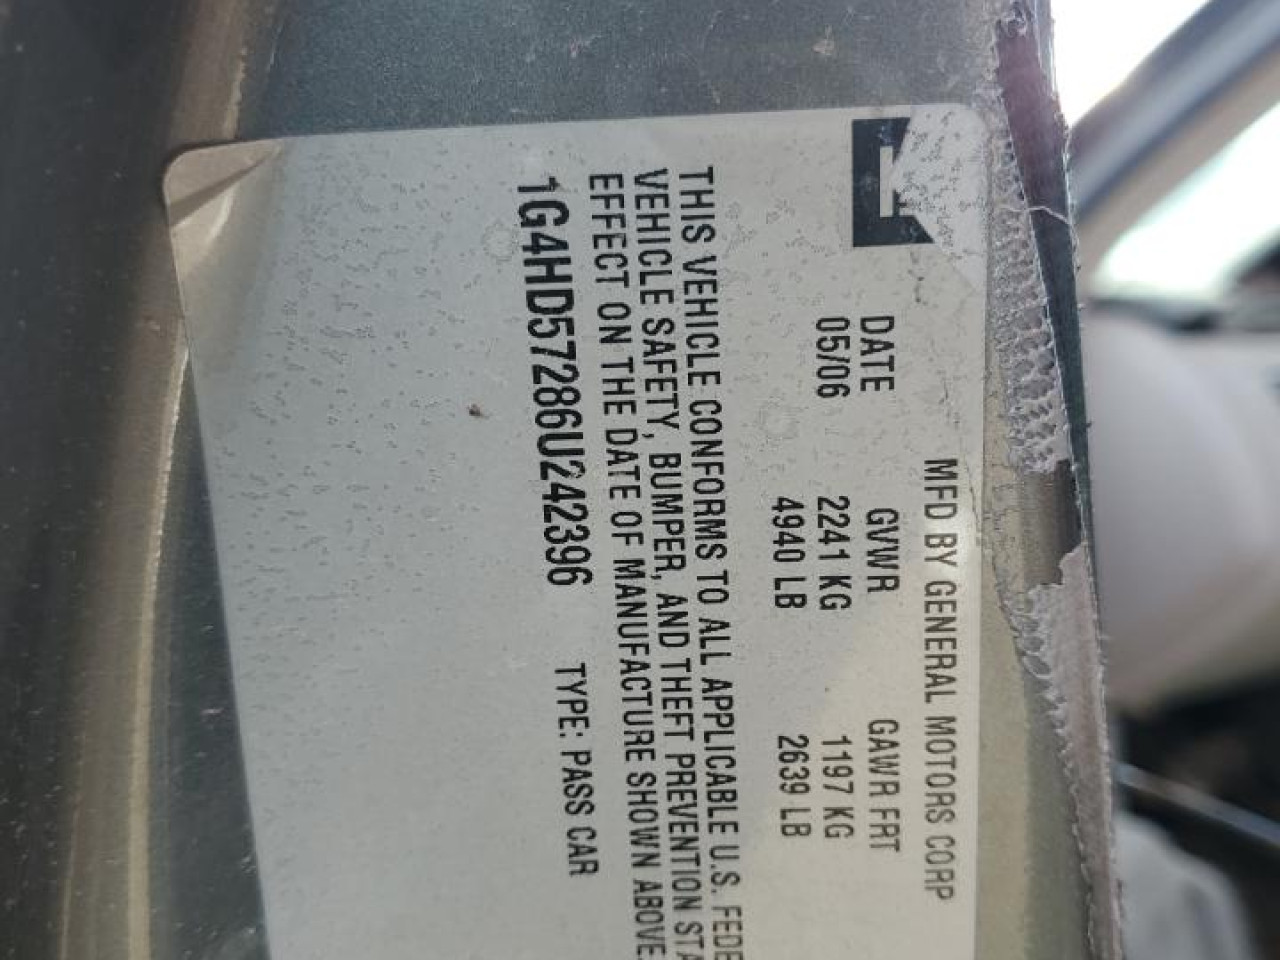 MFD BY GENERAL MOTORS CORP
DATE GVWR GAWR FRT
05/06 2241 KG 1197 KG
4940 LB 2639 LB
THIS VEHICLE CONFORMS TO ALL APPLICABLE U.S. FEDE
VEHICLE SAFETY, BUMPER, AND THEFT PREVENTION STA
EFFECT ON THE DATE OF MANUFACTURE SHOWN ABOVE.
1G4HD57286U242396 TYPE: PASS CAR